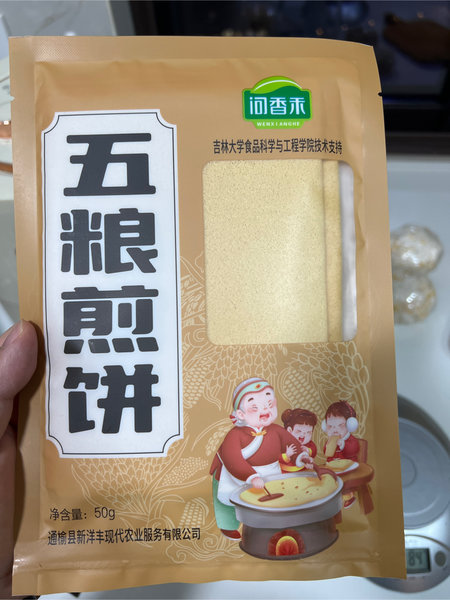 问香禾
WENXIANGHE
吉林大学食品科学与工程学院技术支持
五粮煎饼
净含量：50g
通榆县新洋丰现代农业服务有限公司